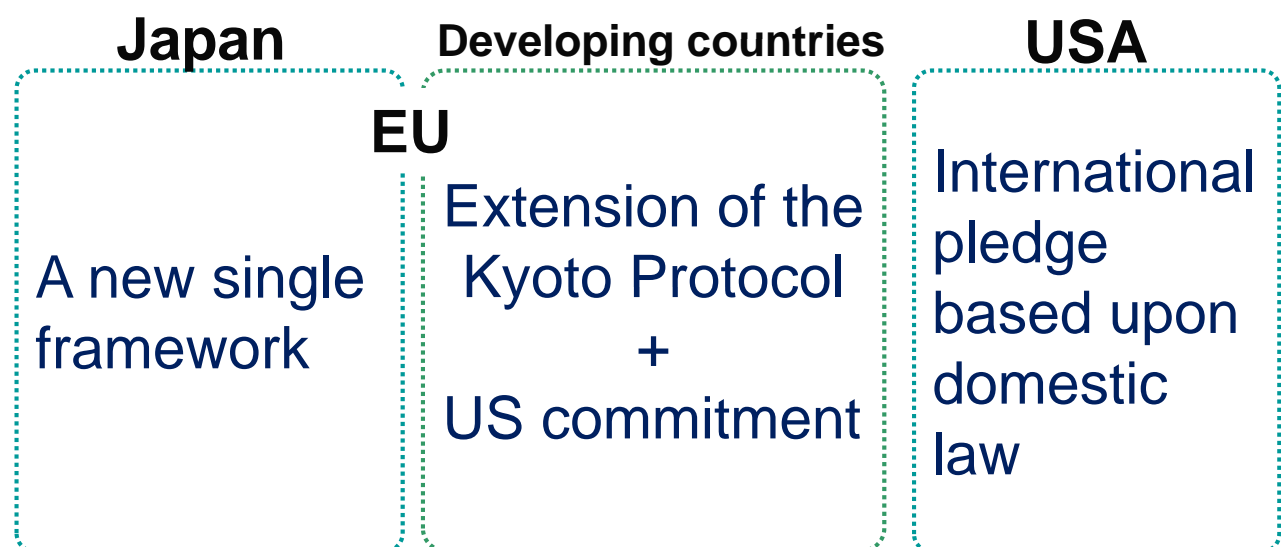 Japan
Developing countries
USA
EU
A new single
framework
Extension of the
Kyoto Protocol
+
US commitment
International
pledge
based upon
domestic
law